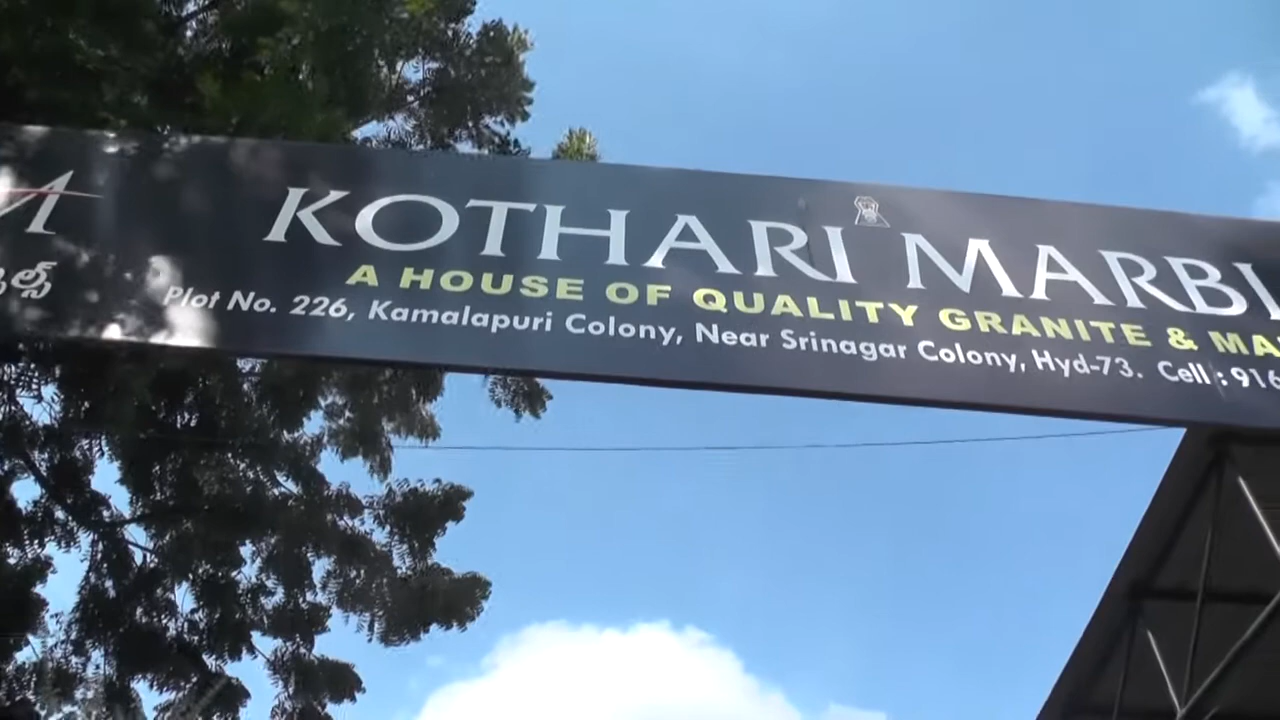 KOTHARI MARBL
A HOUSE OF QUALITY GRANITE & MA
Plot No. 226, Kamalapuri Colony, Near Srinagar Colony, Hyd-73. Cell : 916